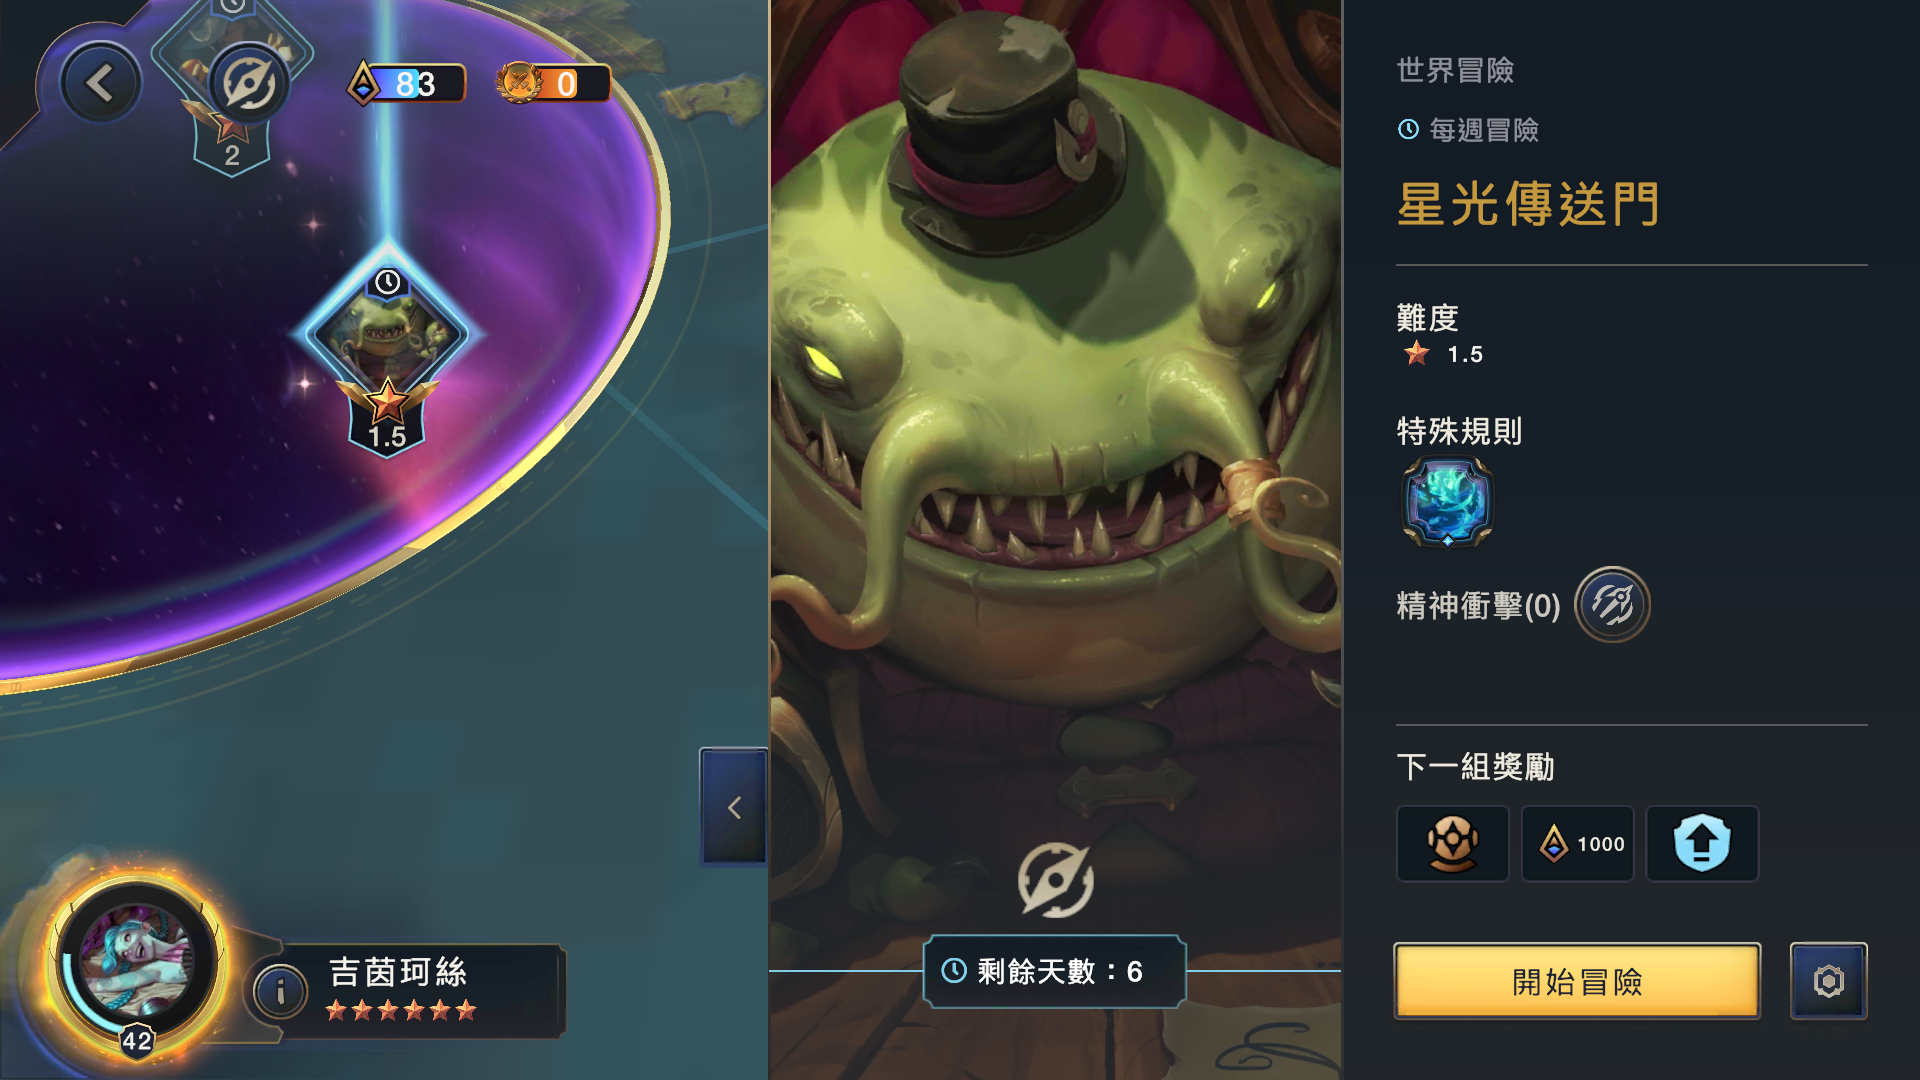 83
0
2
1.5
吉茵珂絲
42
剩餘天數：6
世界冒險
每週冒險
星光傳送門
難度
1.5
特殊規則
精神衝擊(0)
下一組獎勵
1000
開始冒險